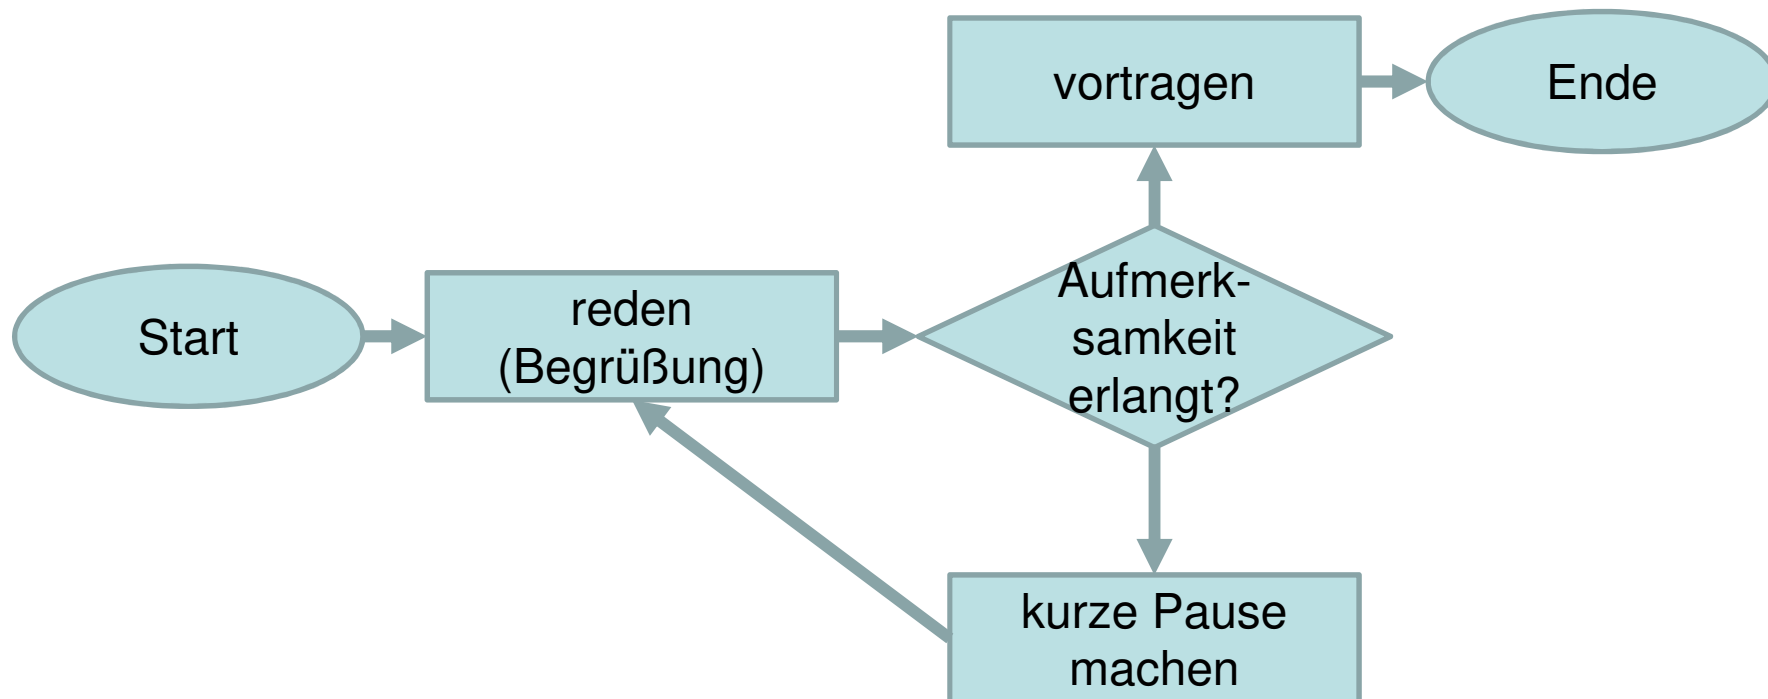 vortragen
Ende
Start
reden
(Begrüßung)
Aufmerk-
samkeit
erlangt?
kurze Pause
machen